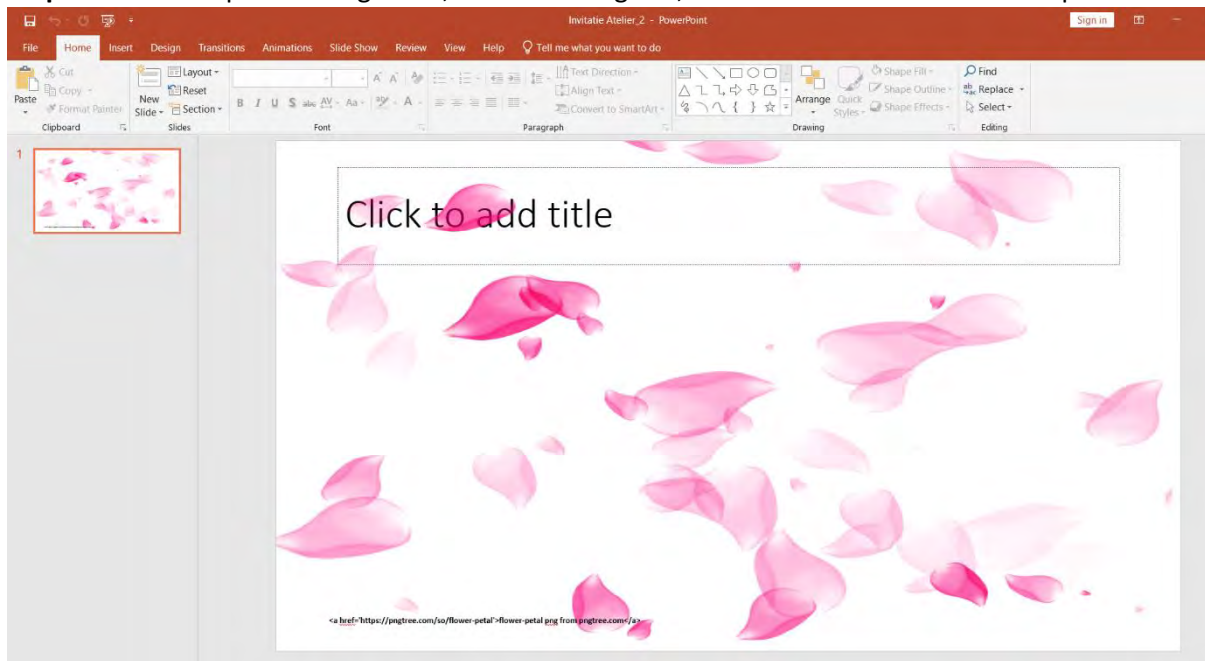 Invitatie Atelier_2 - PowerPoint
Sign in
File Home Insert Design Transitions Animations Slide Show Review View Help Tell me what you want to do
Paste
Cut
Copy
Format Painter
Clipboard
New Slide
Layout
Reset
Section
Slides
B I U S abc AV Aa A
Font
Text Direction
Align Text
Convert to SmartArt
Paragraph
Arrange
Quick Styles
Shape Fill
Shape Outline
Shape Effects
Drawing
Find
Replace
Select
Editing
1
Click to add title
<a href='https://pngtree.com/so/flower-petal'>flower-petal png from pngtree.com</a>